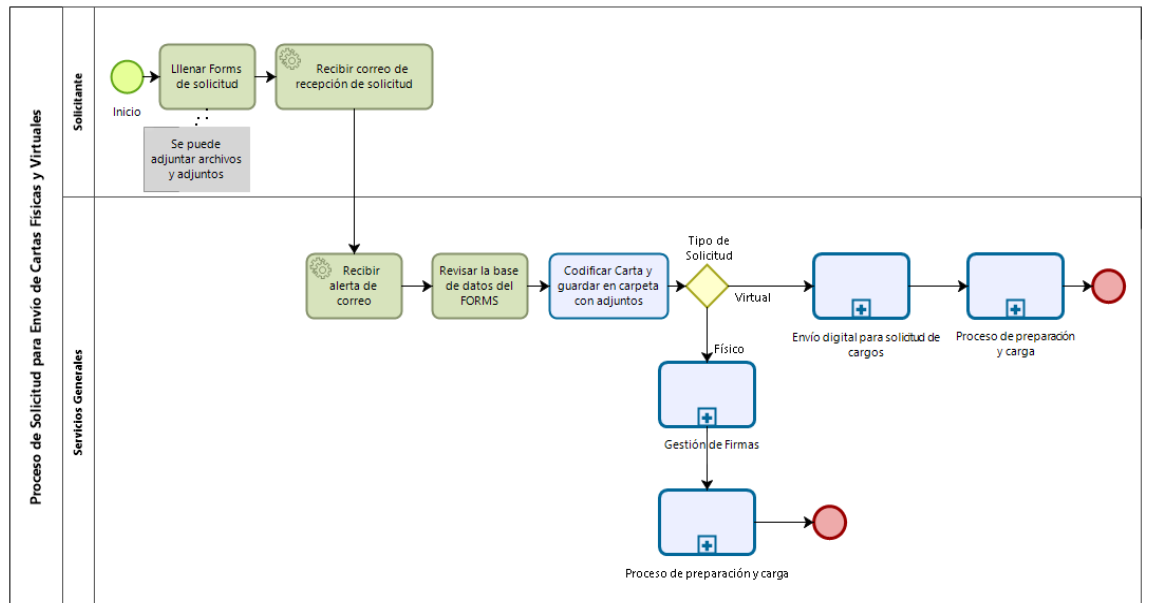 Proceso de Solicitud para Envío de Cartas Físicas y Virtuales
Solicitante
Inicio
Lllenar Forms
de solicitud
Recibir correo de
recepción de solicitud
Se puede
adjuntar archivos
y adjuntos
Servicios Generales
Recibir
alerta de
correo
Revisar la base
de datos del
FORMS
Codificar Carta y
guardar en carpeta
con adjuntos
Tipo de
Solicitud
Virtual
Envío digital para solicitud de
cargos
Proceso de preparación
y carga
Físico
Gestión de Firmas
Proceso de preparación y carga